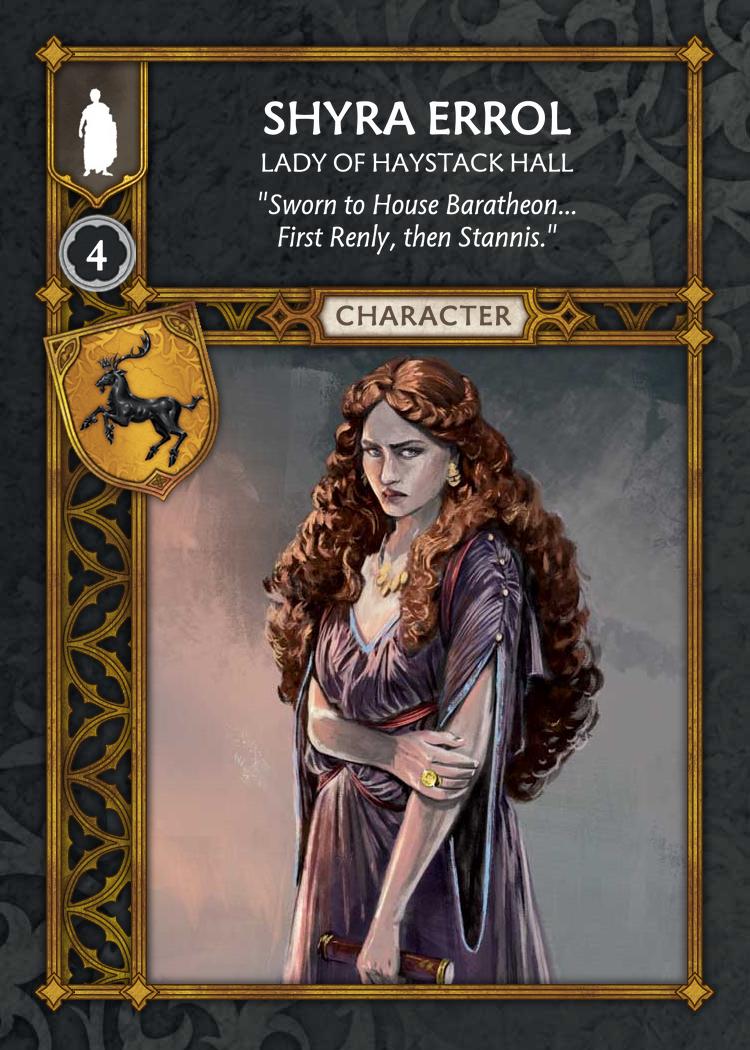 SHYRA ERROL
LADY OF HAYSTACK HALL
"Sworn to House Baratheon...
First Renly, then Stannis."
4
CHARACTER